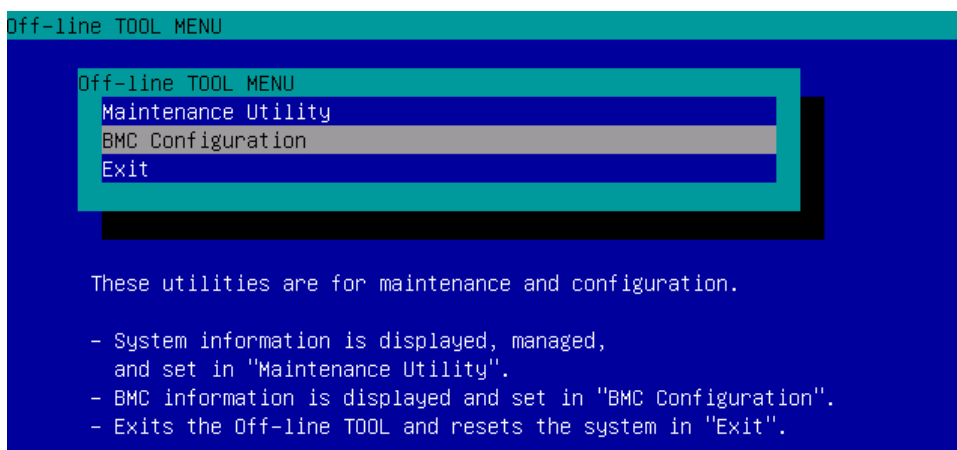 Off-line TOOL MENU
Off-line TOOL MENU
Maintenance Utility
BMC Configuration
Exit
These utilities are for maintenance and configuration.
- System information is displayed, managed,
and set in "Maintenance Utility".
- BMC information is displayed and set in "BMC Configuration".
- Exits the Off-line TOOL and resets the system in "Exit".